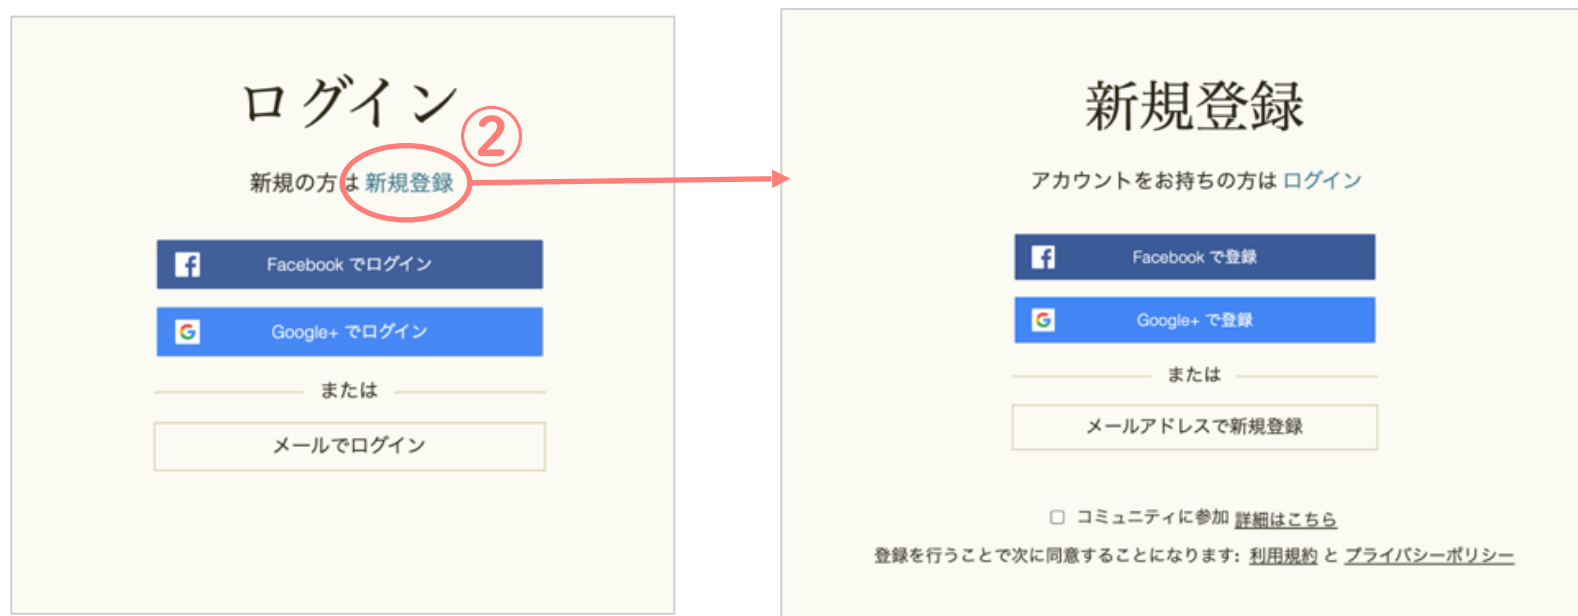 ログイン
②
新規の方は 新規登録
Facebook でログイン
Google+ でログイン
または
メールでログイン
新規登録
アカウントをお持ちの方は ログイン
Facebook で登録
Google+ で登録
または
メールアドレスで新規登録
コミュニティに参加 詳細はこちら
登録を行うことで次に同意することになります: 利用規約 と プライバシーポリシー